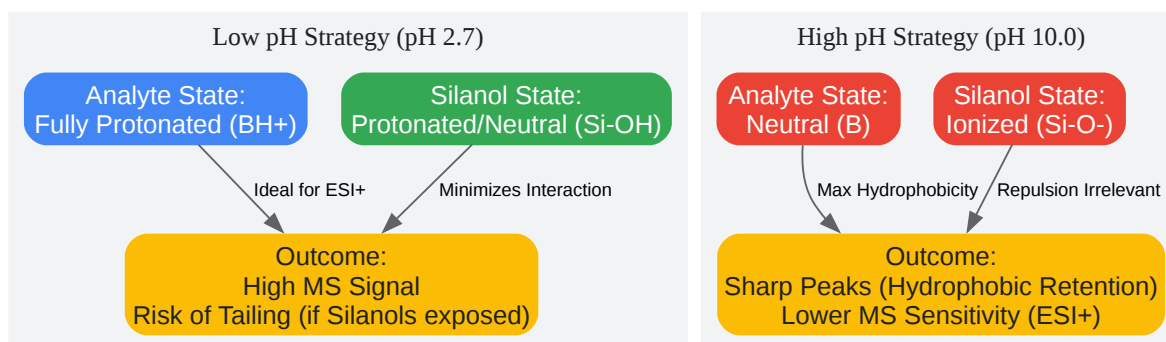 Low pH Strategy (pH 2.7)
Analyte State:
Fully Protonated (BH+)
Silanol State:
Protonated/Neutral (Si-OH)
Ideal for ESI+
Minimizes Interaction
Outcome:
High MS Signal
Risk of Tailing (if Silanols exposed)
High pH Strategy (pH 10.0)
Analyte State:
Neutral (B)
Silanol State:
Ionized (Si-O-)
Max Hydrophobicity
Repulsion Irrelevant
Outcome:
Sharp Peaks (Hydrophobic Retention)
Lower MS Sensitivity (ESI+)